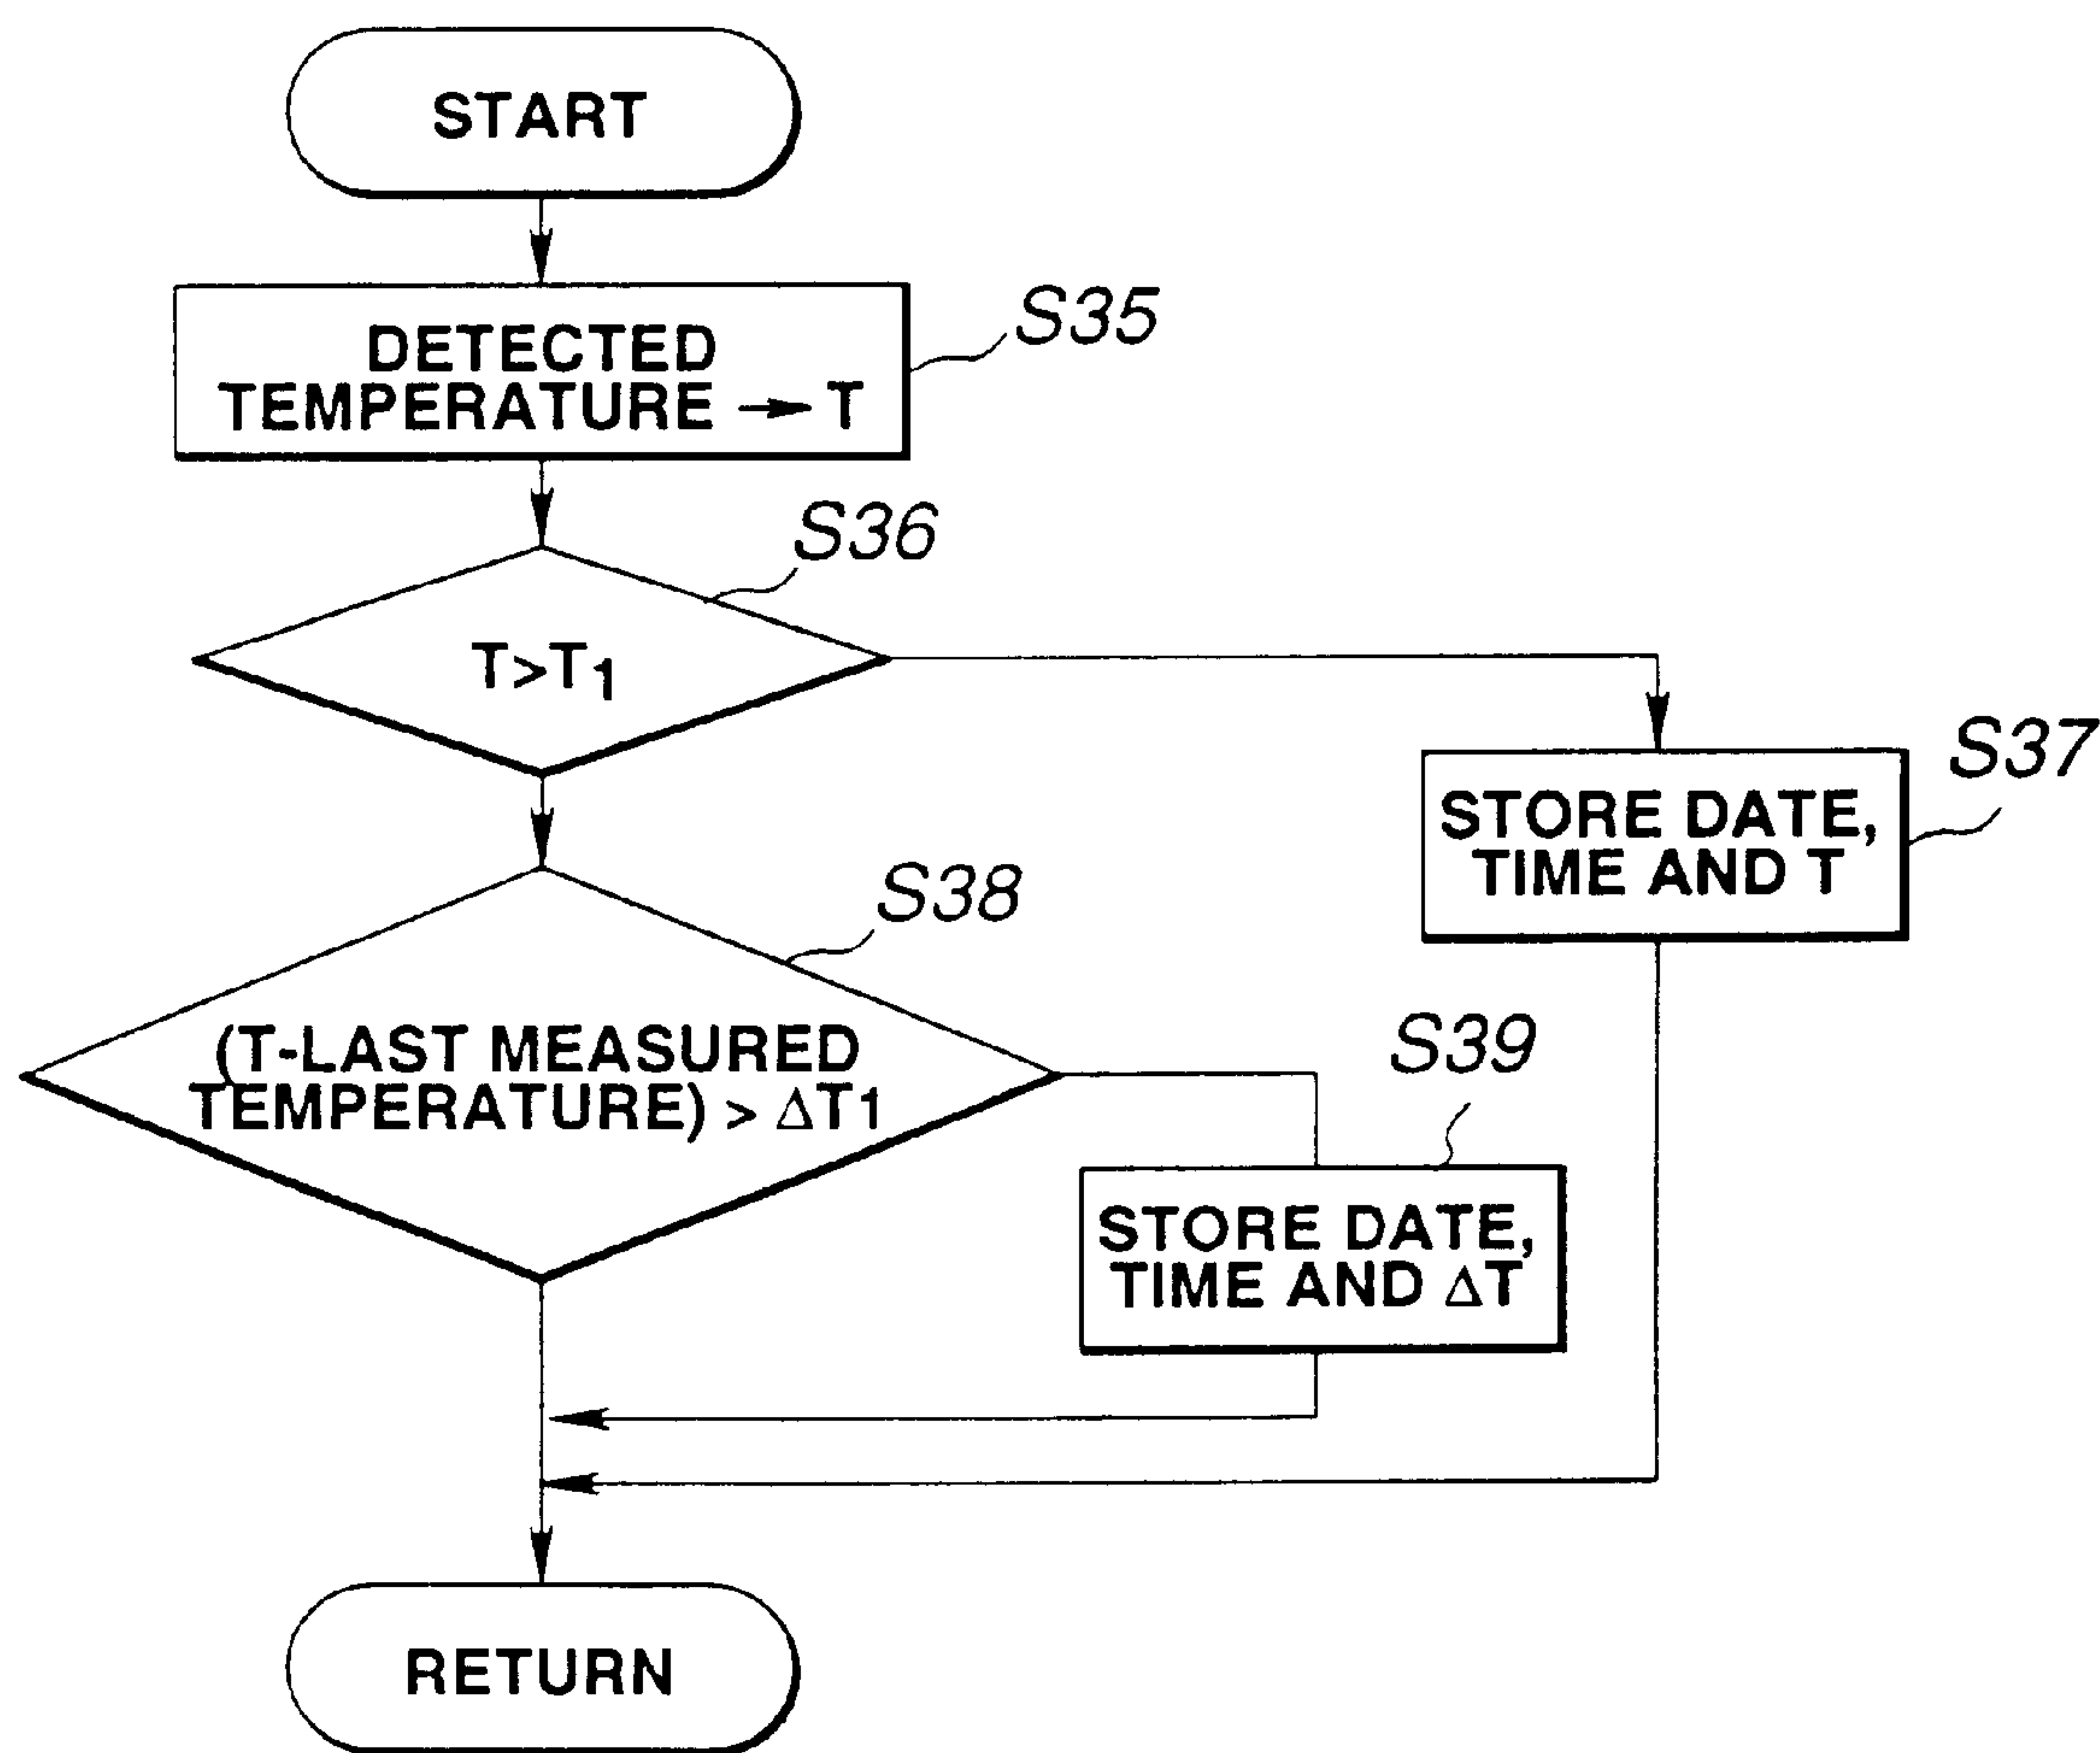 START
DETECTED
TEMPERATURE → T
S35
S36
T>T1
S37
STORE DATE,
TIME AND T
S38
(T-LAST MEASURED
TEMPERATURE) > ΔT1
S39
STORE DATE,
TIME AND ΔT
RETURN